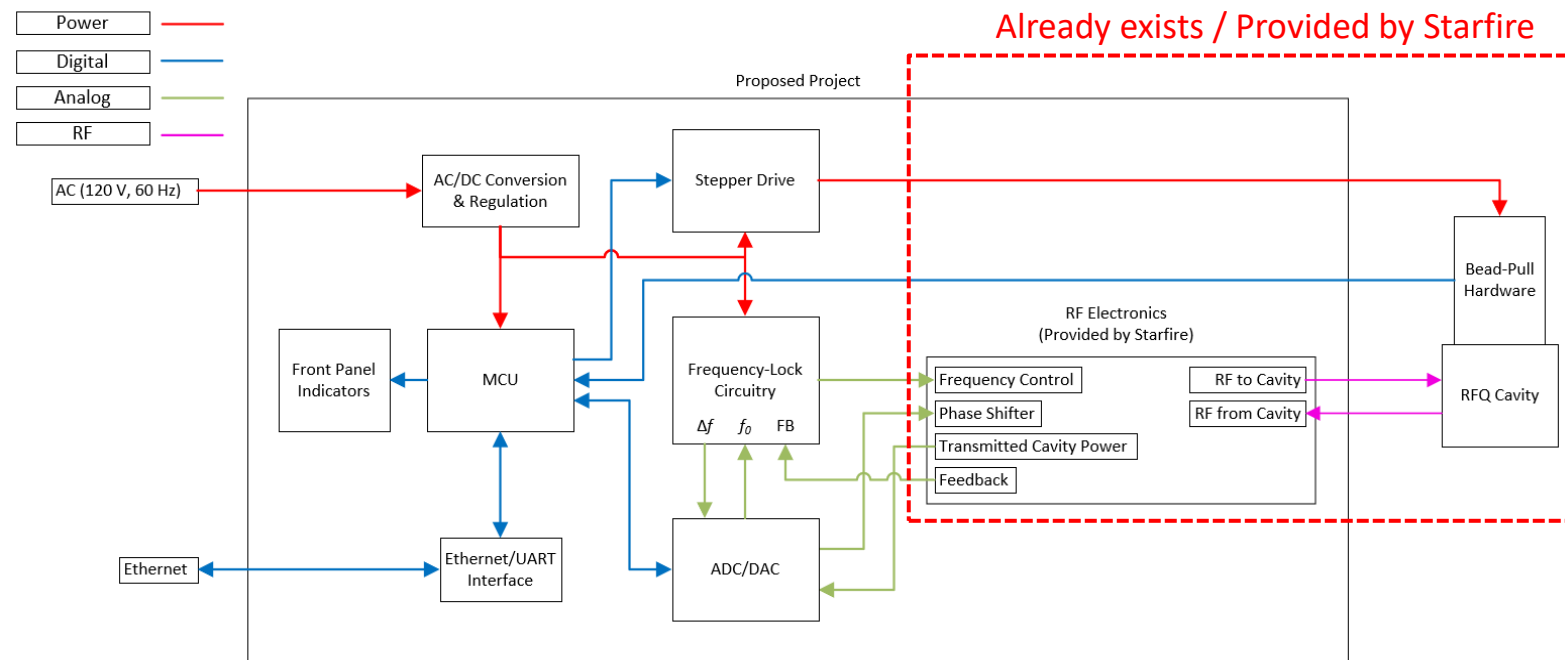 Power
Digital
Analog
RF
Already exists / Provided by Starfire
Proposed Project
AC (120 V, 60 Hz)
AC/DC Conversion
& Regulation
Stepper Drive
Bead-Pull
Hardware
RF Electronics
(Provided by Starfire)
Front Panel
Indicators
MCU
Frequency-Lock
Circuitry
Δf f₀ FB
Frequency Control
Phase Shifter
Transmitted Cavity Power
Feedback
RF to Cavity
RF from Cavity
RFQ Cavity
Ethernet
Ethernet/UART
Interface
ADC/DAC